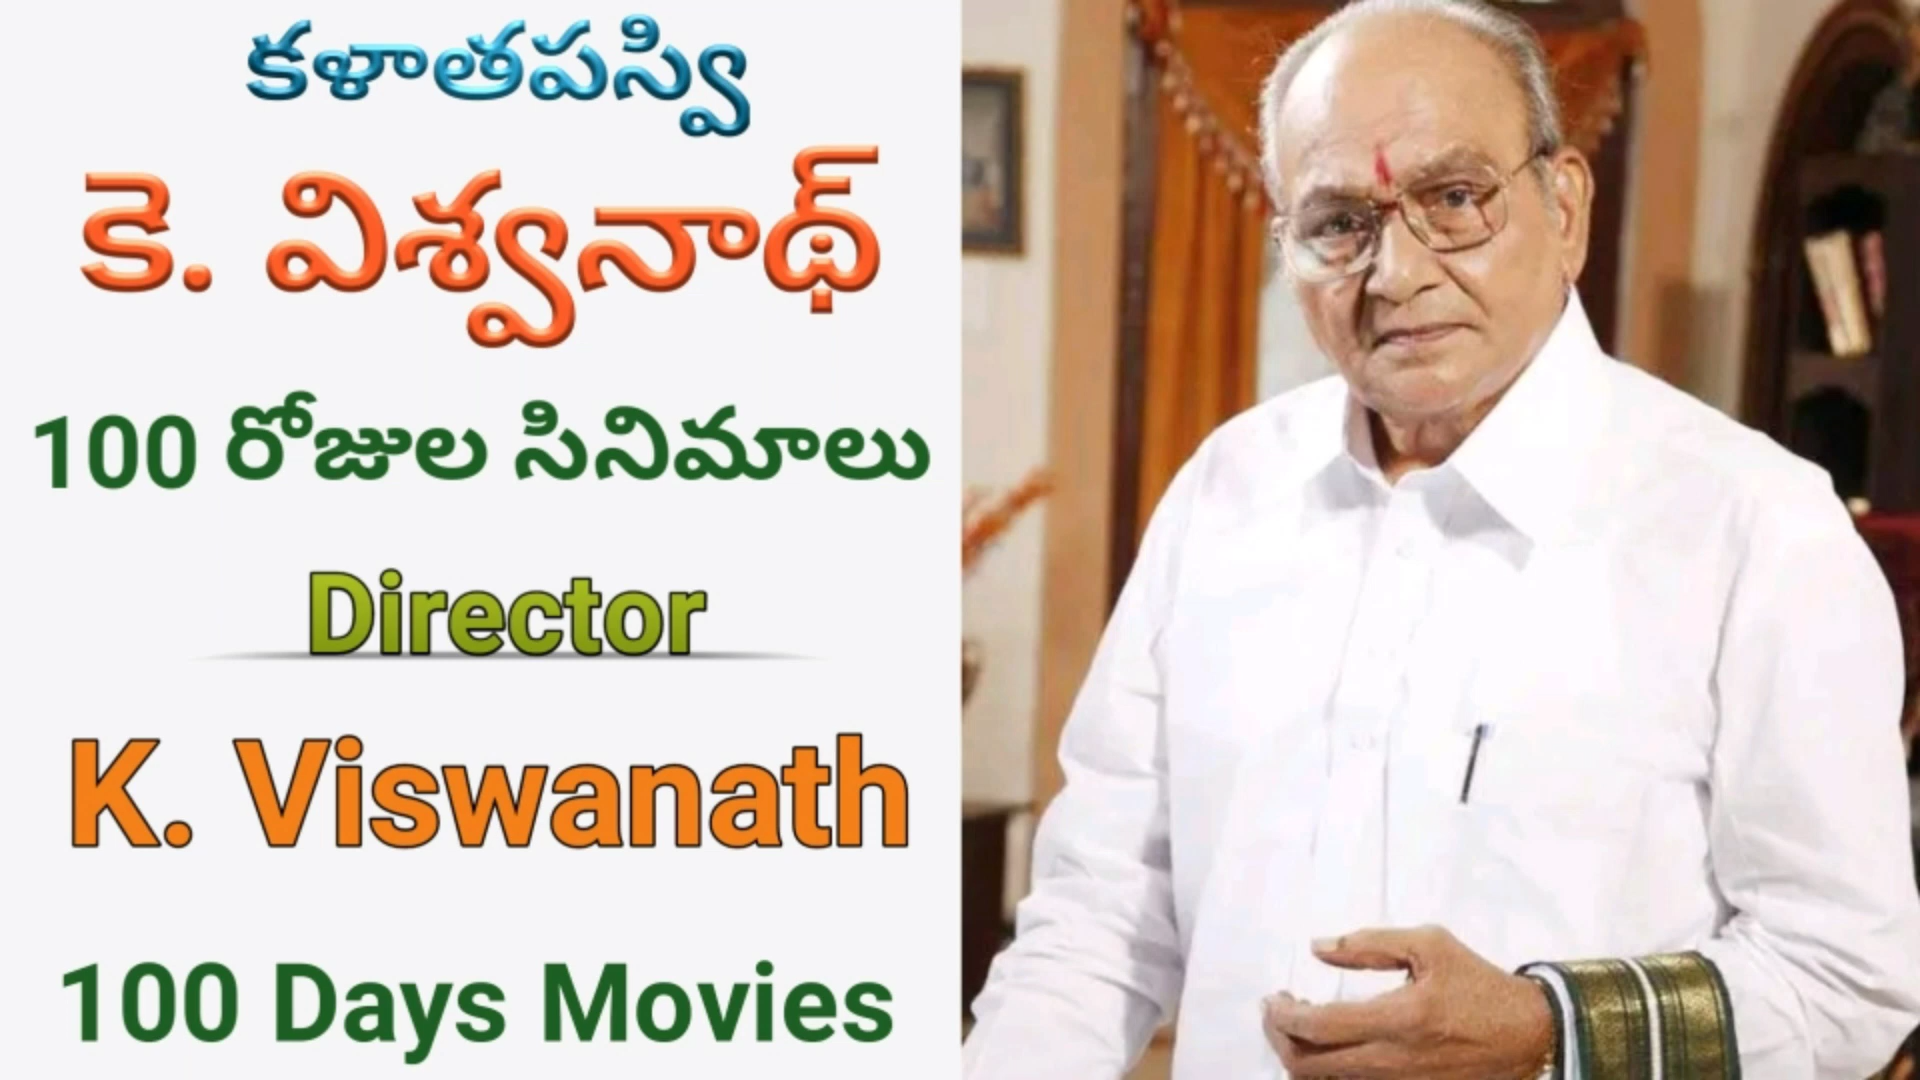 కళాతపస్వి
కె. విశ్వనాథ్
100 రోజుల సినిమాలు
Director
K. Viswanath
100 Days Movies